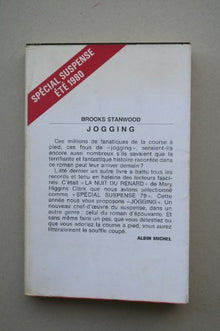 SPÉCIAL SUSPENSE
ÉTÉ 1980
BROOKS STANWOOD
JOGGING
Des millions de fanatiques de la course à
pied, ces fous de «jogging», seraient-ils
encore aussi nombreux s'ils savaient que la
terrifiante et fantastique histoire racontée dans
ce roman peut leur arriver demain?
L'été dernier un autre livre a battu tous les
records et tenu en haleine des lecteurs fasci-
nés. C'était «LA NUIT DU RENARD» de Mary
Higgins Clark que nous avions sélectionné
comme «SPÉCIAL SUSPENSE 79». Cette
année nous vous proposons «JOGGING». Un
nouveau chef-d'œuvre du suspense, dans un
autre genre: celui du roman d'épouvante. Et
sans même faire un pas, que vous détestiez ou
que vous adoriez la course à pied, vous aurez
littéralement le souffle coupé.
ALBIN MICHEL